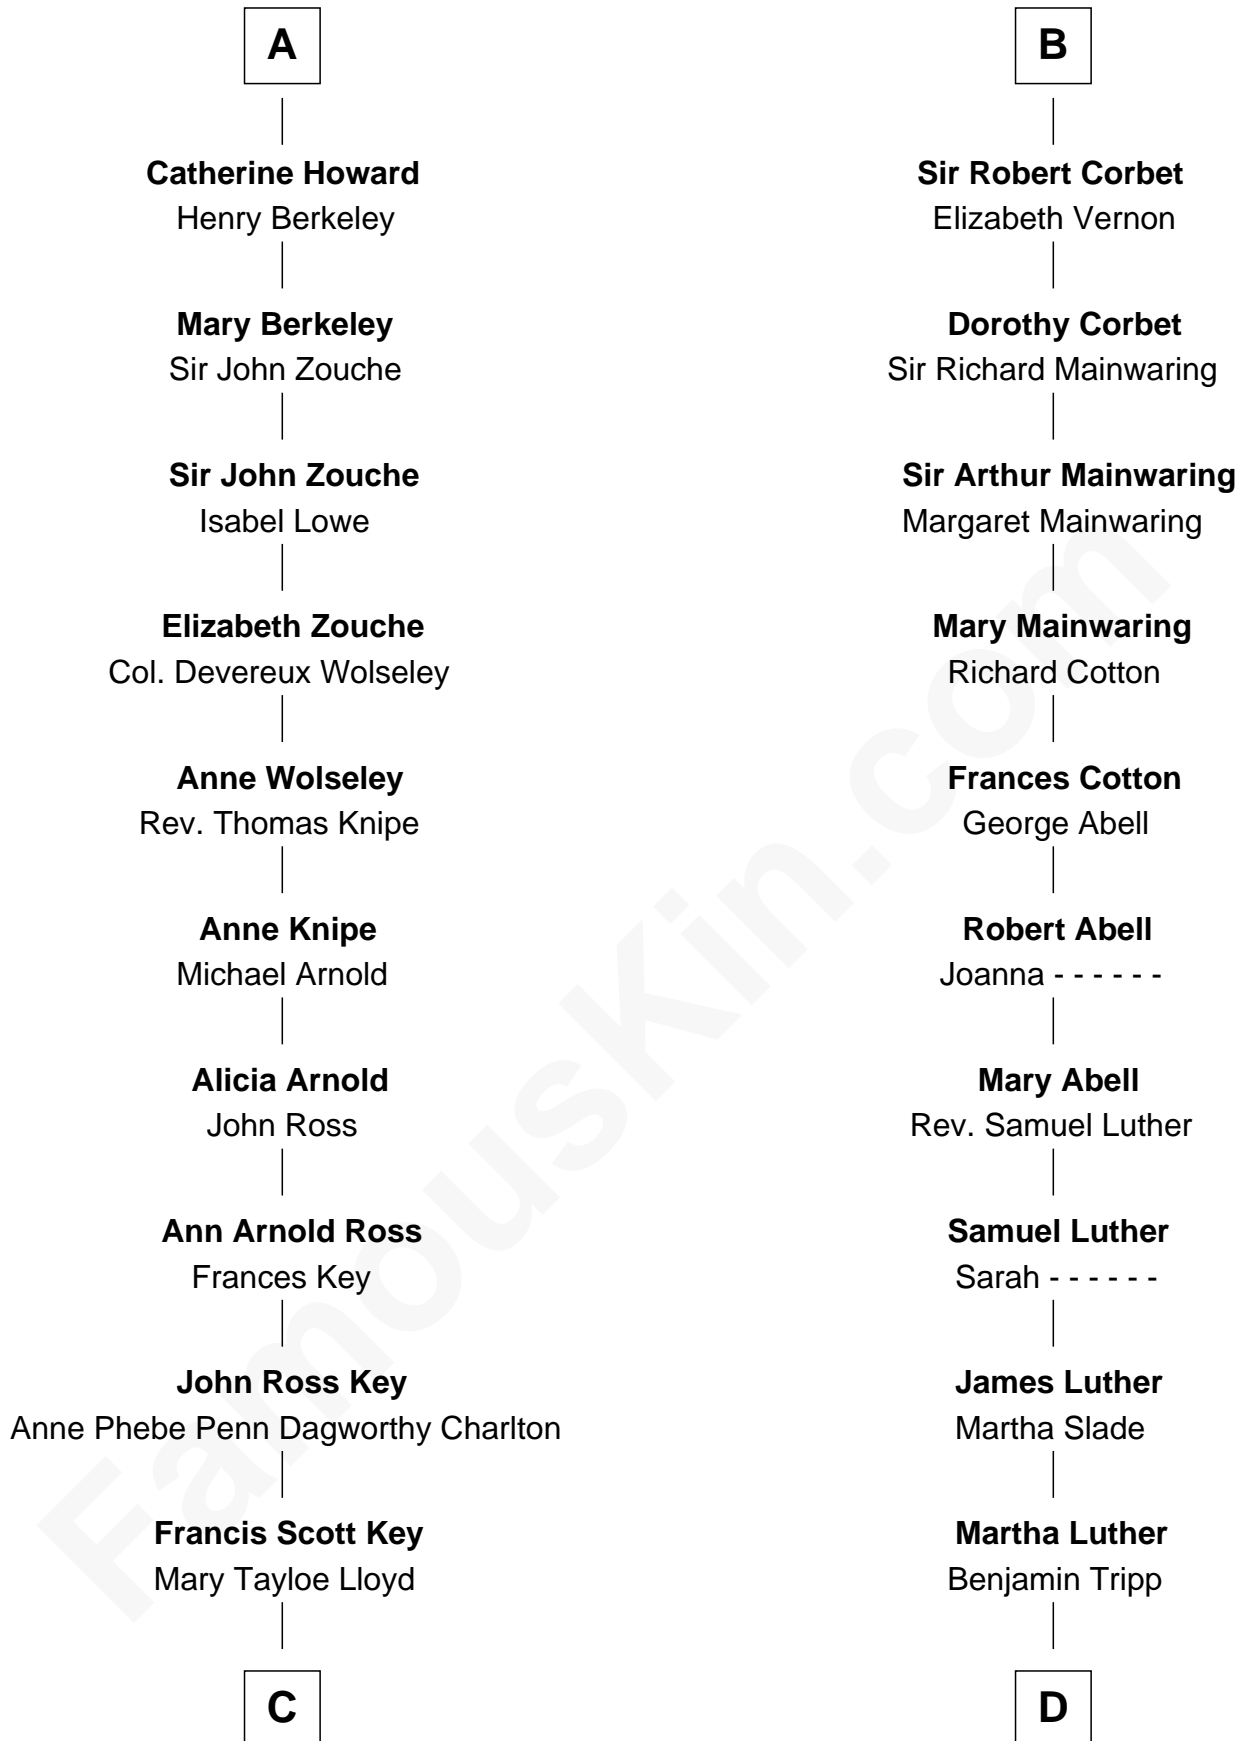 A
Catherine Howard
Henry Berkeley
Mary Berkeley
Sir John Zouche
Sir John Zouche
Isabel Lowe
Elizabeth Zouche
Col. Devereux Wolseley
Anne Wolseley
Rev. Thomas Knipe
Anne Knipe
Michael Arnold
Alicia Arnold
John Ross
Ann Arnold Ross
Frances Key
John Ross Key
Anne Phebe Penn Dagworthy Charlton
Francis Scott Key
Mary Tayloe Lloyd
C
B
Sir Robert Corbet
Elizabeth Vernon
Dorothy Corbet
Sir Richard Mainwaring
Sir Arthur Mainwaring
Margaret Mainwaring
Mary Mainwaring
Richard Cotton
Frances Cotton
George Abell
Robert Abell
Joanna - - - - - -
Mary Abell
Rev. Samuel Luther
Samuel Luther
Sarah - - - - - -
James Luther
Martha Slade
Martha Luther
Benjamin Tripp
D
FamousKin.com